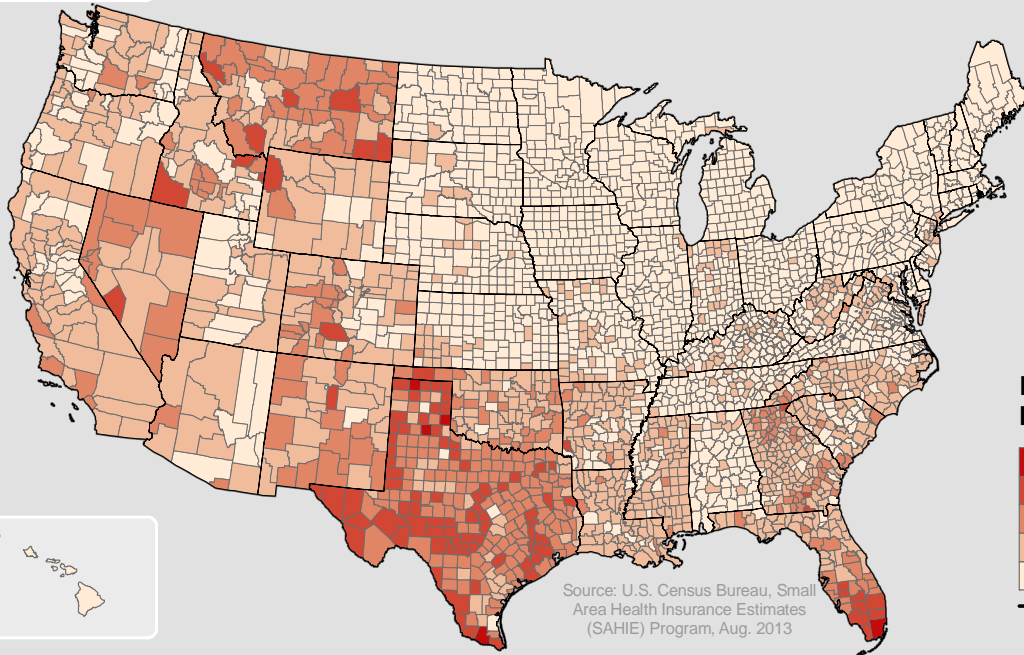 Source: U.S. Census Bureau, Small
Area Health Insurance Estimates
(SAHIE) Program, Aug. 2013